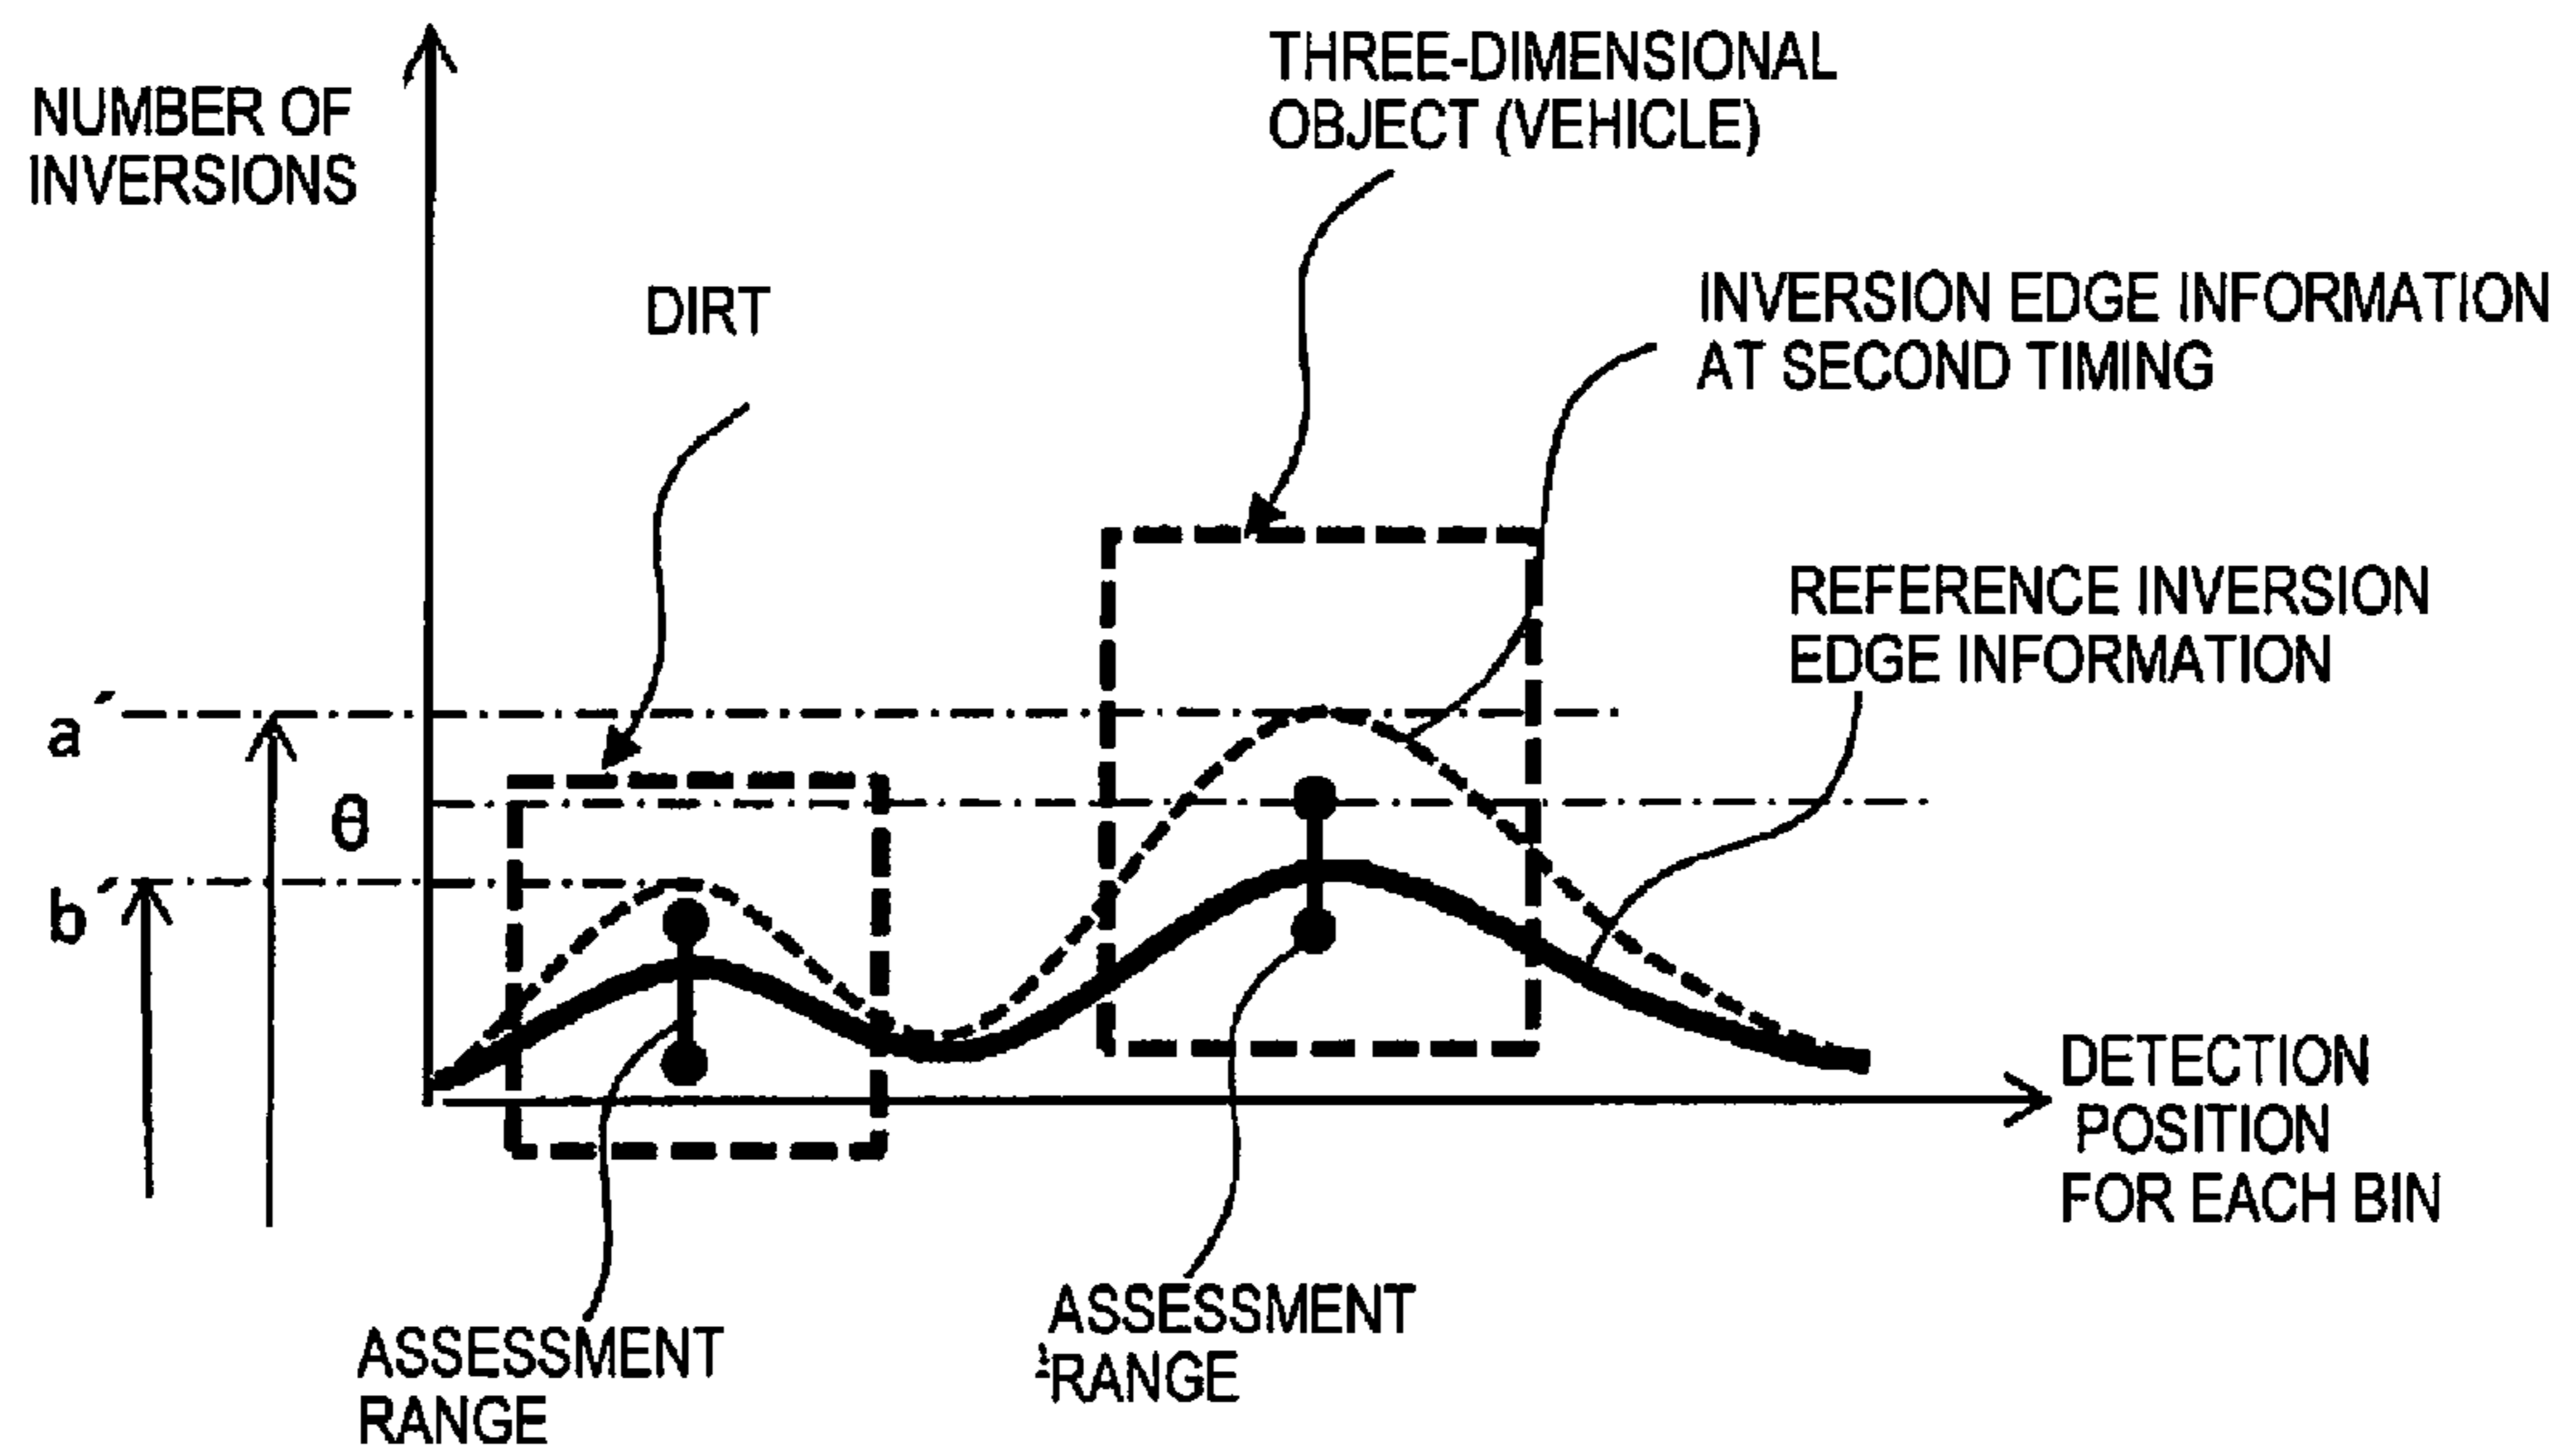 NUMBER OF
INVERSIONS
THREE-DIMENSIONAL
OBJECT (VEHICLE)
DIRT
INVERSION EDGE INFORMATION
AT SECOND TIMING
REFERENCE INVERSION
EDGE INFORMATION
a´
θ
b´
DETECTION
POSITION
FOR EACH BIN
ASSESSMENT
RANGE
ASSESSMENT
RANGE